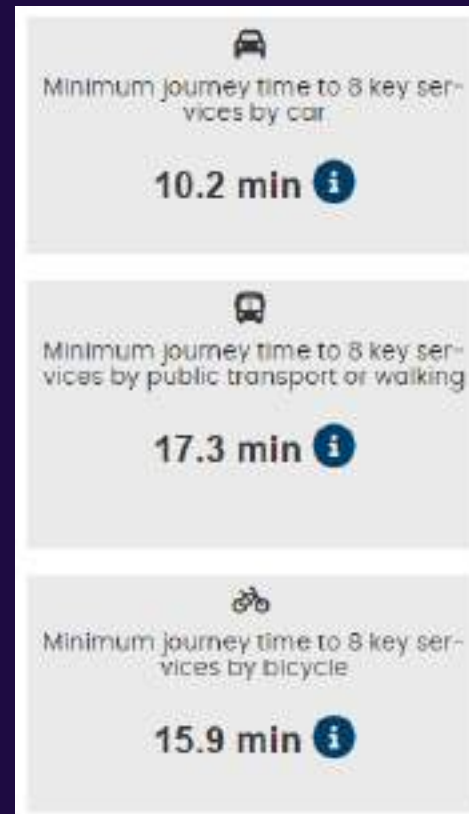 Minimum journey time to 8 key ser-
vices by car
10.2 min
Minimum journey time to 8 key ser-
vices by public transport or walking
17.3 min
Minimum journey time to 8 key ser-
vices by bicycle
15.9 min